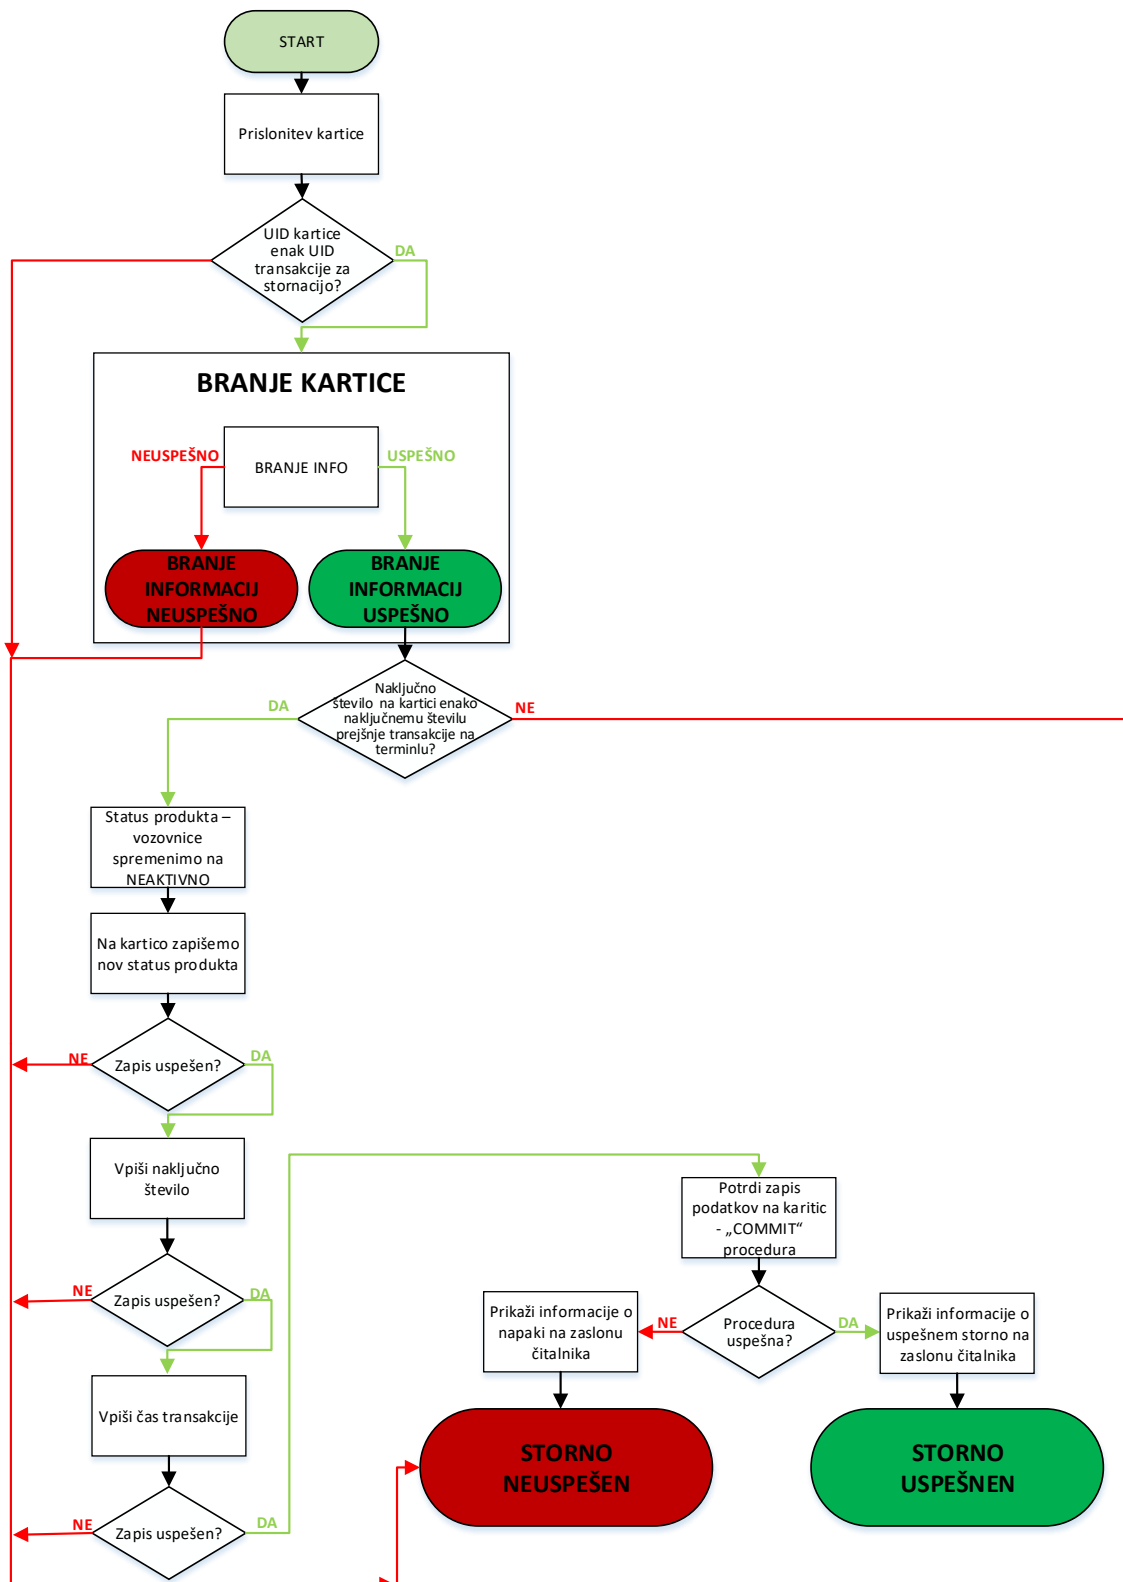 START
Prislonitev kartice
UID kartice
enak UID
transakcije za
stornacijo?
DA
BRANJE KARTICE
NEUSPEŠNO
BRANJE INFO
USPEŠNO
BRANJE
INFORMACIJ
NEUSPEŠNO
BRANJE
INFORMACIJ
USPEŠNO
Naključno
število na kartici enako
naključnemu številu
prejšnje transakcije na
terminlu?
DA
NE
Status produkta –
vozovnice
spremenimo na
NEAKTIVNO
Na kartico zapišemo
nov status produkta
Zapis uspešen?
NE
DA
Vpiši naključno
število
Zapis uspešen?
NE
DA
Vpiši čas transakcije
Zapis uspešen?
NE
DA
Potrdi zapis
podatkov na karitic
- „COMMIT“
procedura
Procedura
uspešna?
NE
DA
Prikaži informacije o
napaki na zaslonu
čitalnika
Prikaži informacije o
uspešnem storno na
zaslonu čitalnika
STORNO
NEUSPEŠEN
STORNO
USPEŠNEN